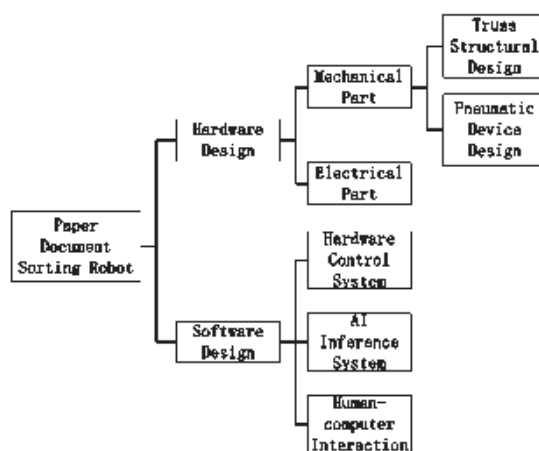 Paper
Document
Sorting Robot
Hardware
Design
Mechanical
Part
Truss
Structural
Design
Pneumatic
Device
Design
Electrical
Part
Software
Design
Hardware
Control
System
AI
Inference
System
Human-
computer
Interaction